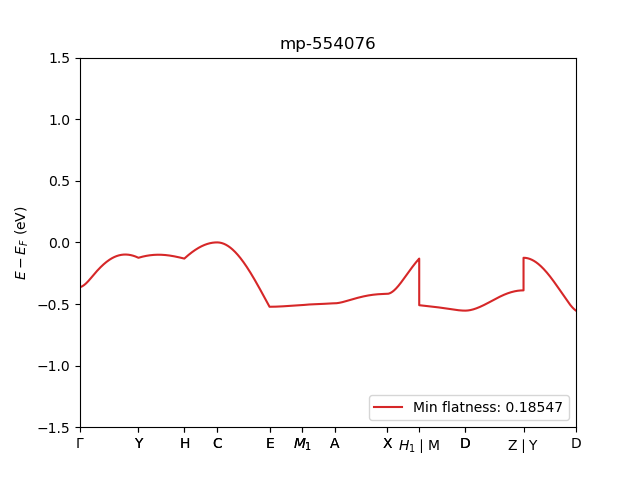 mp-554076
1.5
1.0
0.5
0.0
−0.5
−1.0
−1.5
E − E_F (eV)
Min flatness: 0.18547
Γ Y H C E M_1 A X H_1 | M D Z | Y D